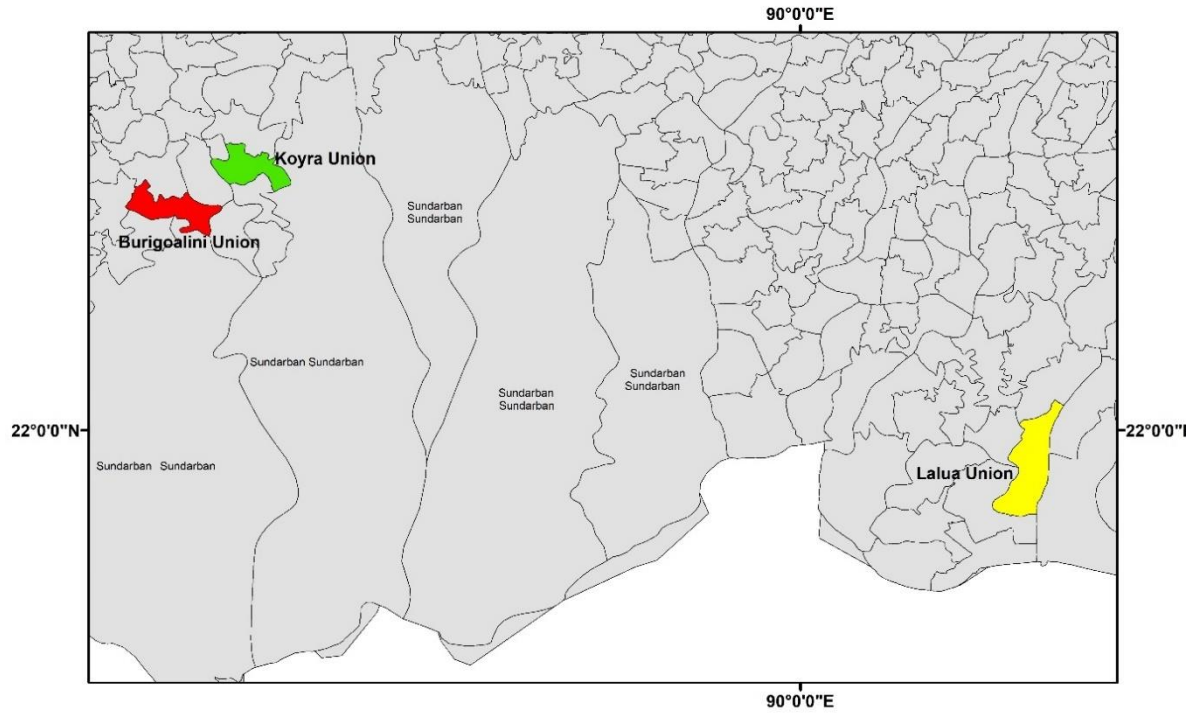 90°0'0"E
Koyra Union
Sundarban
Sundarban
Burigoalini Union
Sundarban Sundarban
Sundarban
Sundarban
Sundarban
Sundarban
22°0'0"N
22°0'0"E
Sundarban Sundarban
Lalua Union
90°0'0"E